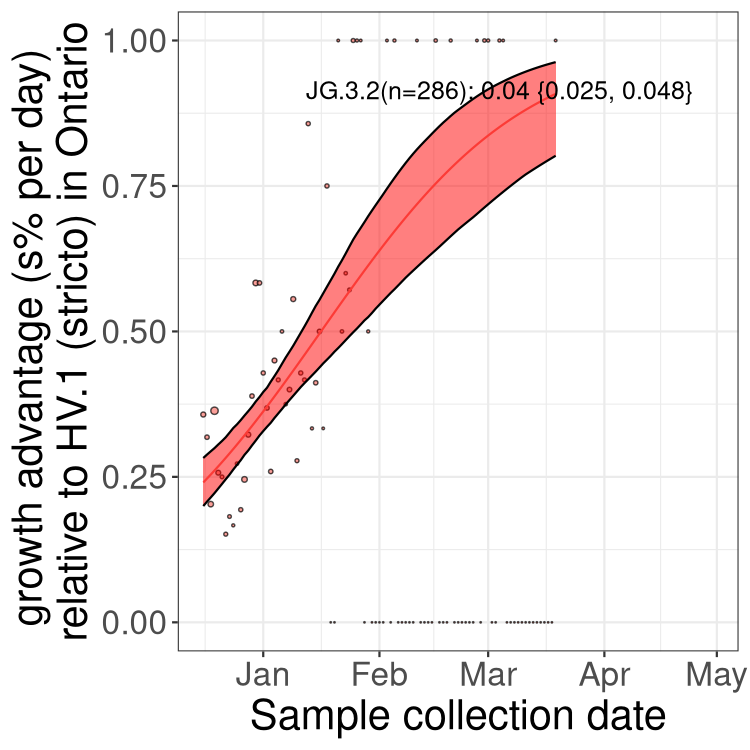 growth advantage (s% per day)
relative to HV.1 (stricto) in Ontario
1.00
0.75
0.50
0.25
0.00
JG.3.2(n=286): 0.04 {0.025, 0.048}
Jan Feb Mar Apr May
Sample collection date